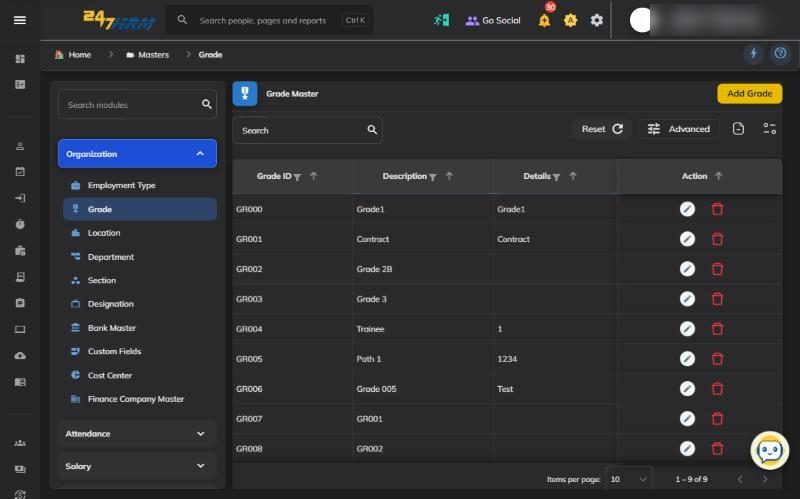 247HRM
Search people, pages and reports Ctrl K
30
Go Social
A
Home > Masters > Grade
Search modules
Grade Master
Add Grade
Search
Reset
Advanced
Organization
Employment Type
Grade
Location
Department
Section
Designation
Bank Master
Custom Fields
Cost Center
Finance Company Master
Attendance
Salary
Grade ID Description Details Action
GR000 Grade1 Grade1
GR001 Contract Contract
GR002 Grade 2B
GR003 Grade 3
GR004 Trainee 1
GR005 Path 1 1234
GR006 Grade 005 Test
GR007 GR001
GR008 GR002
Items per page: 10 1 – 9 of 9